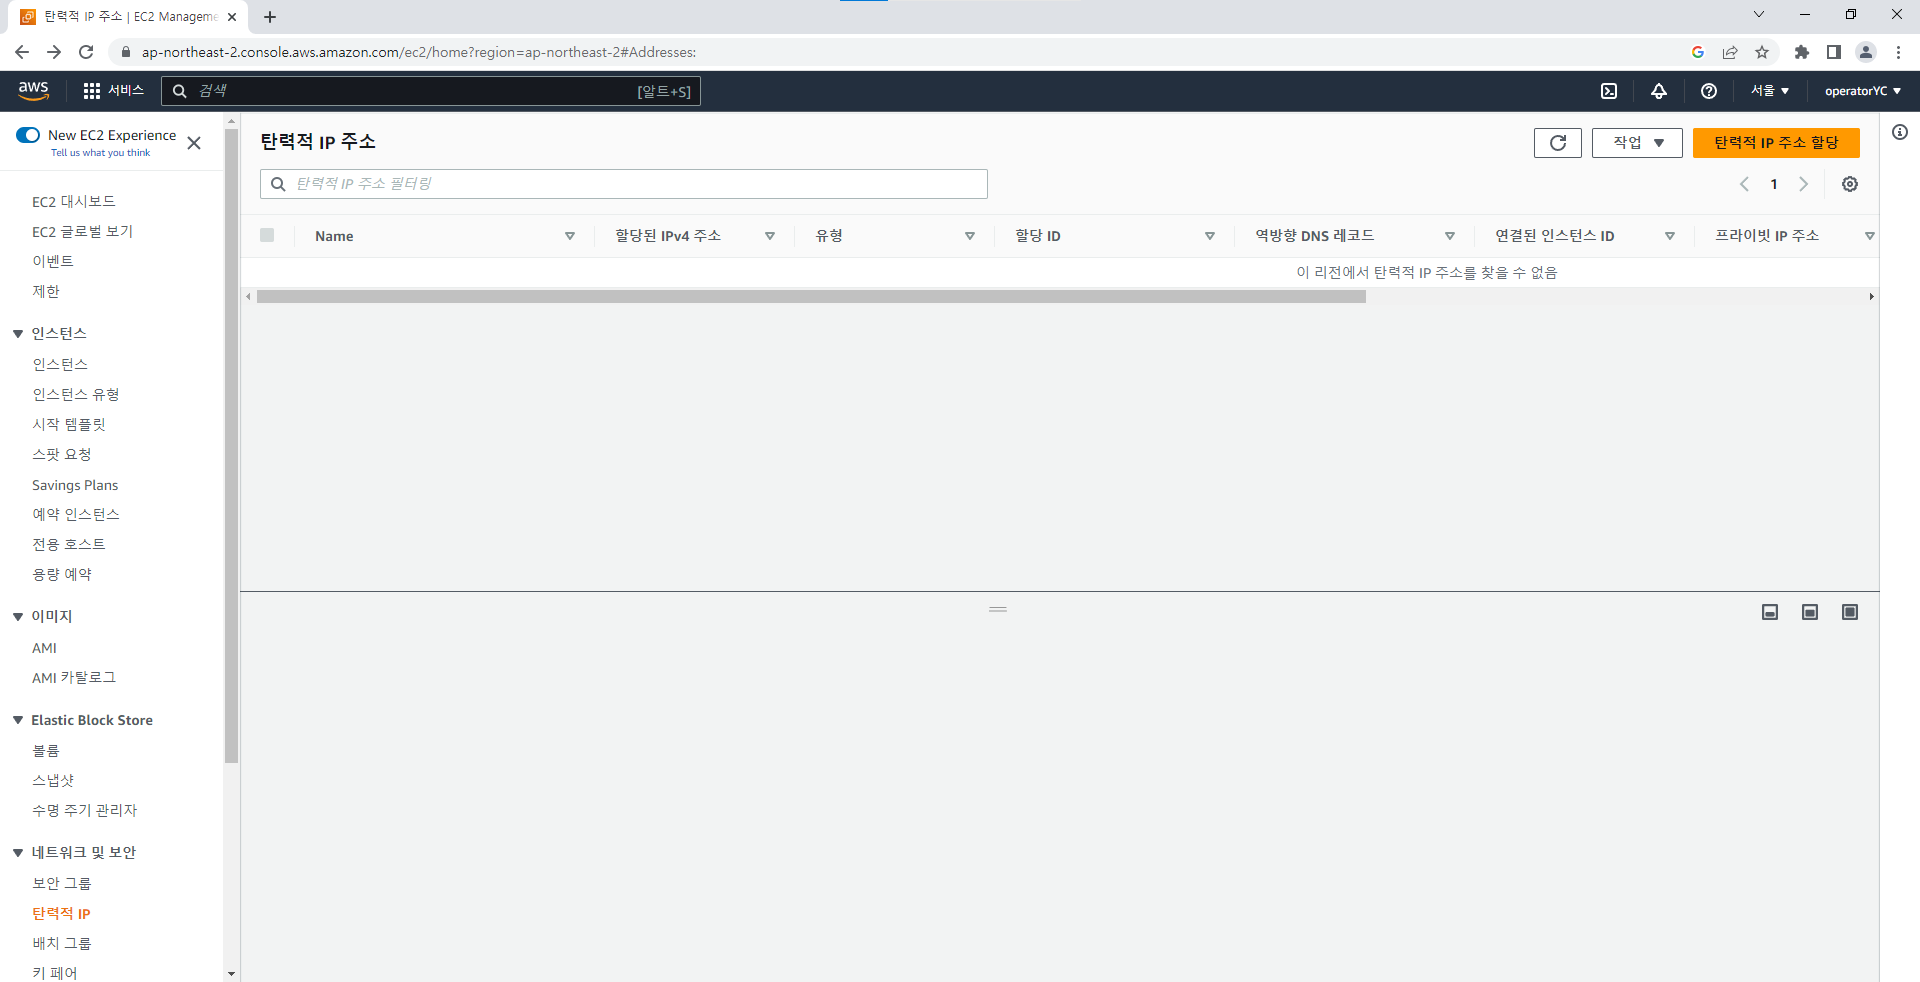 탄력적 IP 주소 | EC2 Manageme
ap-northeast-2.console.aws.amazon.com/ec2/home?region=ap-northeast-2#Addresses:
aws
서비스
검색
[알트+S]
서울
operatorYC
New EC2 Experience
Tell us what you think
EC2 대시보드
EC2 글로벌 보기
이벤트
제한
인스턴스
인스턴스
인스턴스 유형
시작 템플릿
스팟 요청
Savings Plans
예약 인스턴스
전용 호스트
용량 예약
이미지
AMI
AMI 카탈로그
Elastic Block Store
볼륨
스냅샷
수명 주기 관리자
네트워크 및 보안
보안 그룹
탄력적 IP
배치 그룹
키 페어
탄력적 IP 주소
작업
탄력적 IP 주소 할당
탄력적 IP 주소 필터링
1
Name
할당된 IPv4 주소
유형
할당 ID
역방향 DNS 레코드
연결된 인스턴스 ID
프라이빗 IP 주소
이 리전에서 탄력적 IP 주소를 찾을 수 없음